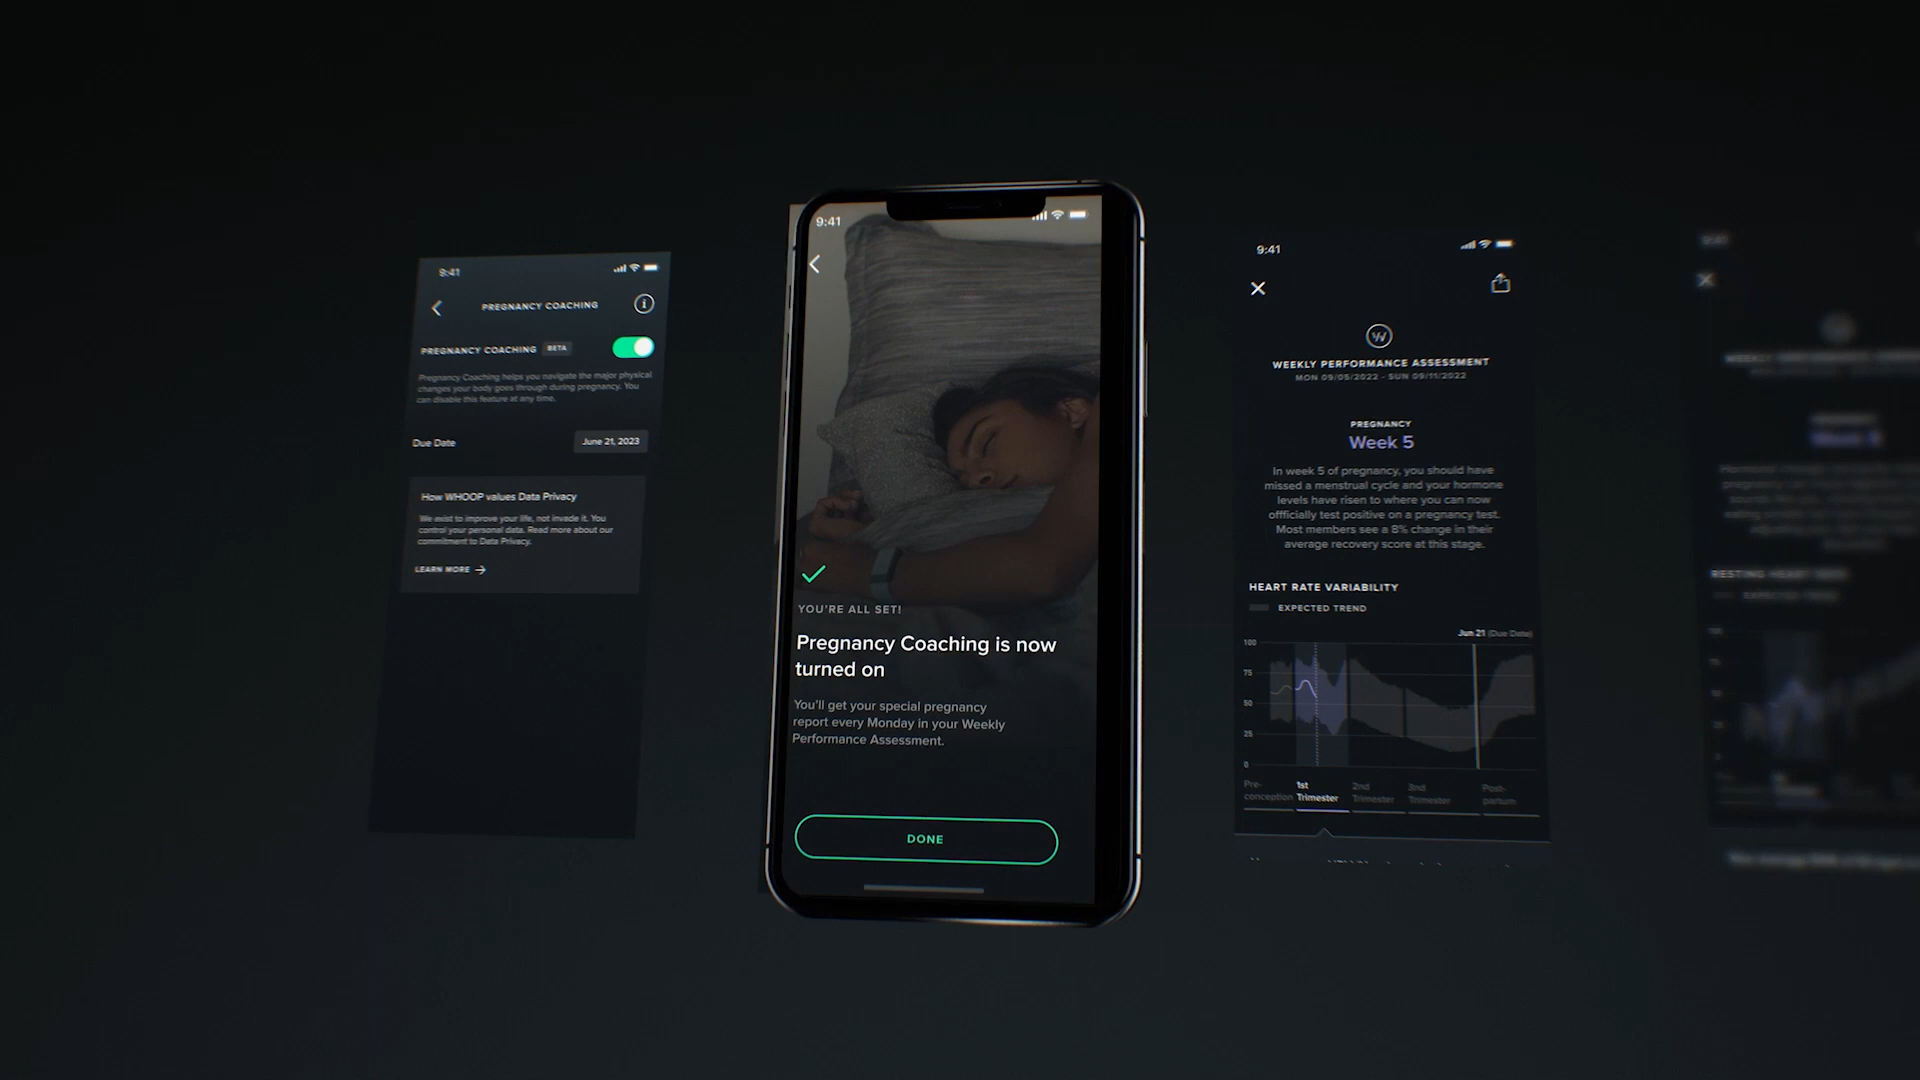 9:41
PREGNANCY COACHING
PREGNANCY COACHING BETA
Pregnancy Coaching helps you navigate the major physical
changes your body goes through during pregnancy. You
can disable this feature at any time.
Due Date June 21, 2023
How WHOOP values Data Privacy
We exist to improve your life, not invade it. You
control your personal data. Read more about our
commitment to Data Privacy.
LEARN MORE →
9:41
YOU'RE ALL SET!
Pregnancy Coaching is now
turned on
You'll get your special pregnancy
report every Monday in your Weekly
Performance Assessment.
DONE
9:41
W
WEEKLY PERFORMANCE ASSESSMENT
MON 09/05/2022 - SUN 09/11/2022
PREGNANCY
Week 5
In week 5 of pregnancy, you should have
missed a menstrual cycle and your hormone
levels have risen to where you can now
offficially test positive on a pregnancy test.
Most members see a 8% change in their
average recovery score at this stage.
HEART RATE VARIABILITY
EXPECTED TREND
Jun 21 (Due Date)
100
75
50
25
0
Pre-
conception
1st
Trimester
2nd
Trimester
3nd
Trimester
Post-
partum
9:41
PREGNANCY
Week
RESTING HEART
EXPECTED TREND